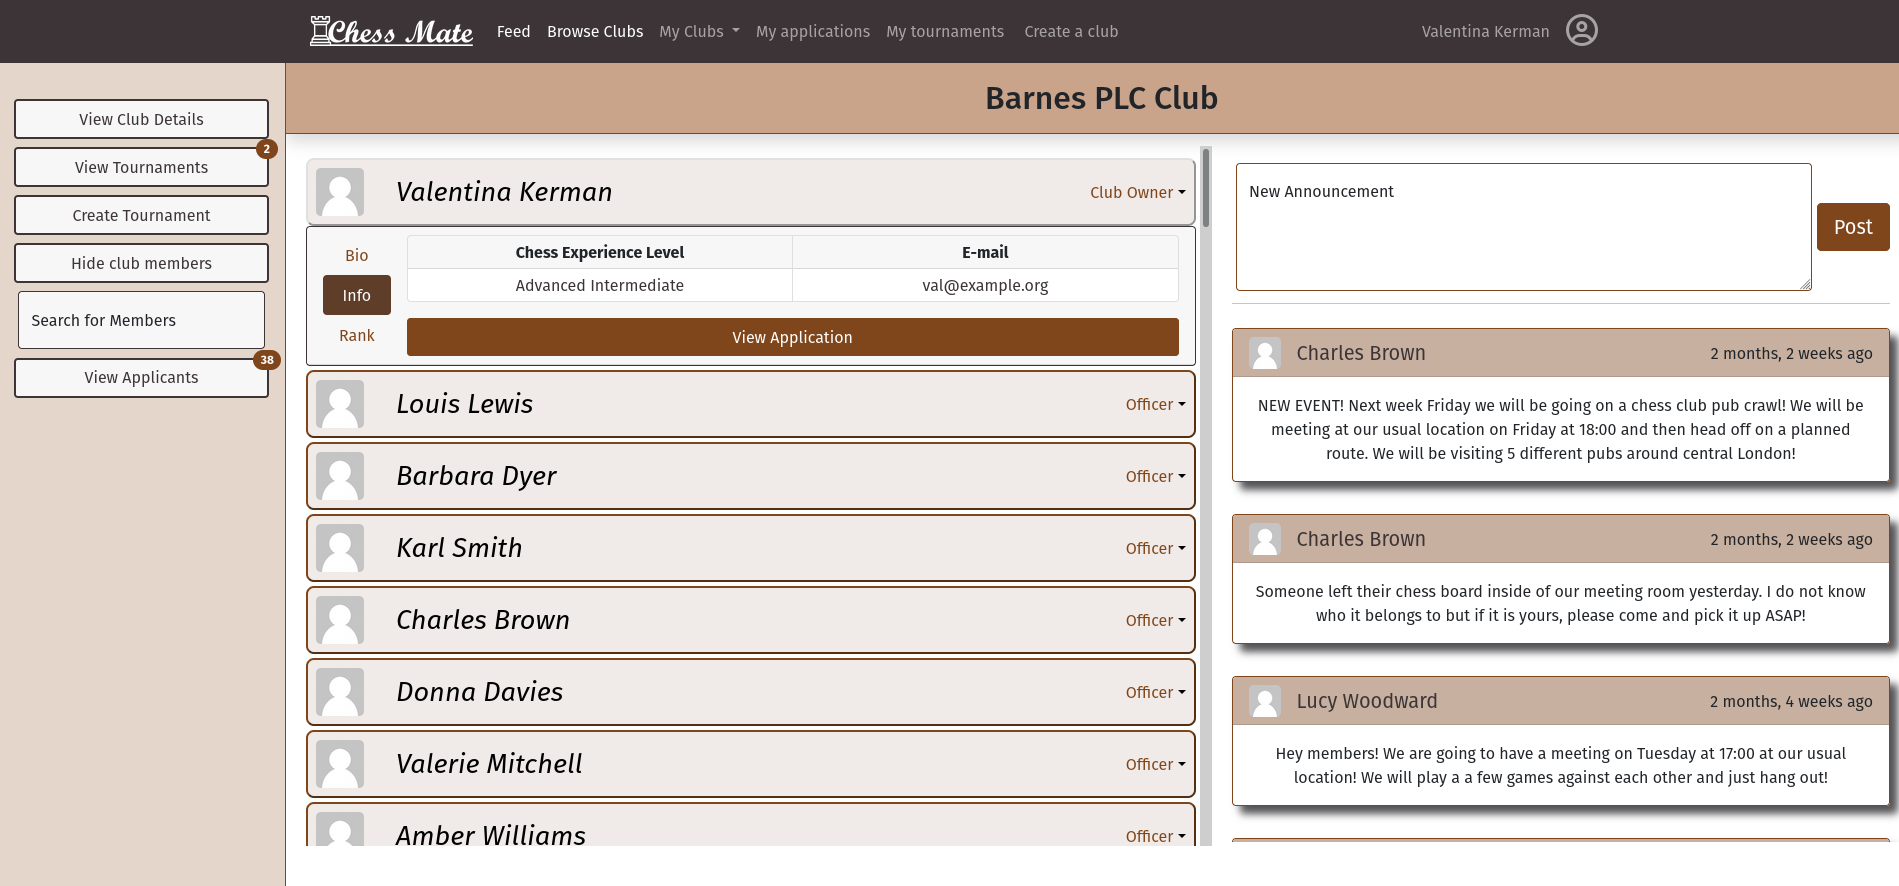 Chess Mate Feed Browse Clubs My Clubs My applications My tournaments Create a club Valentina Kerman
Barnes PLC Club
View Club Details
2
View Tournaments
Create Tournament
Hide club members
Search for Members
38
View Applicants
Valentina Kerman Club Owner
Bio
Info
Rank
Chess Experience Level E-mail
Advanced Intermediate val@example.org
View Application
Louis Lewis Officer
Barbara Dyer Officer
Karl Smith Officer
Charles Brown Officer
Donna Davies Officer
Valerie Mitchell Officer
Amber Williams Officer
New Announcement
Post
Charles Brown 2 months, 2 weeks ago
NEW EVENT! Next week Friday we will be going on a chess club pub crawl! We will be
meeting at our usual location on Friday at 18:00 and then head off on a planned
route. We will be visiting 5 different pubs around central London!
Charles Brown 2 months, 2 weeks ago
Someone left their chess board inside of our meeting room yesterday. I do not know
who it belongs to but if it is yours, please come and pick it up ASAP!
Lucy Woodward 2 months, 4 weeks ago
Hey members! We are going to have a meeting on Tuesday at 17:00 at our usual
location! We will play a a few games against each other and just hang out!